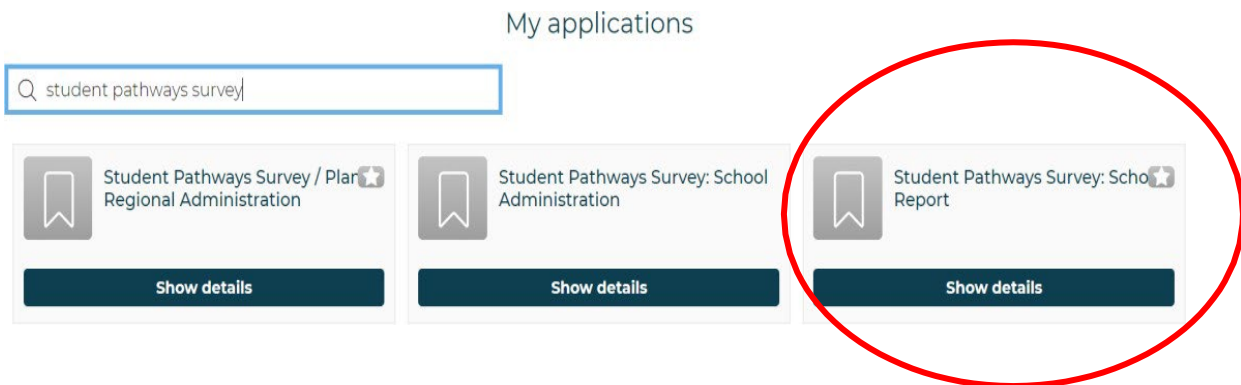 My applications
student pathways survey
Student Pathways Survey / Plan
Regional Administration
Show details
Student Pathways Survey: School
Administration
Show details
Student Pathways Survey: Scho
Report
Show details